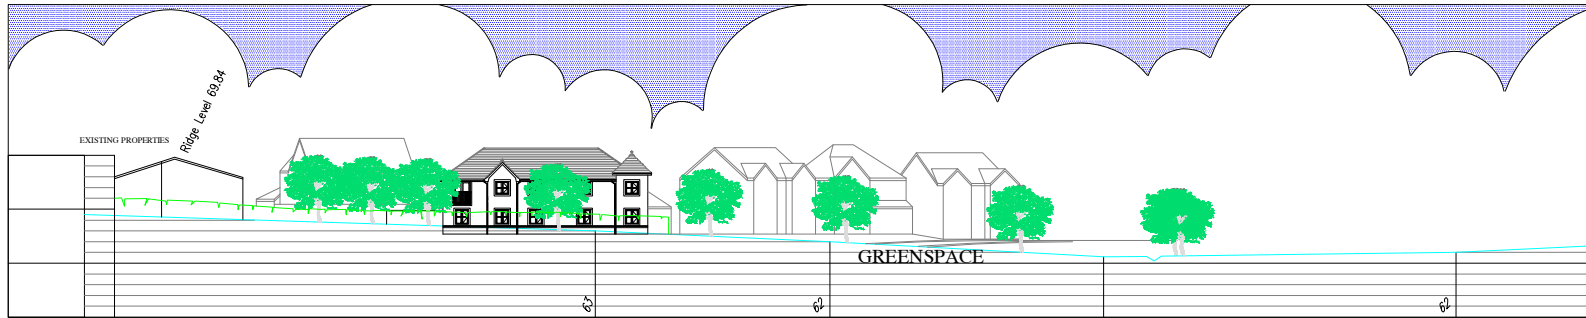 Ridge Level 69.84
EXISTING PROPERTIES
GREENSPACE
63
62
62